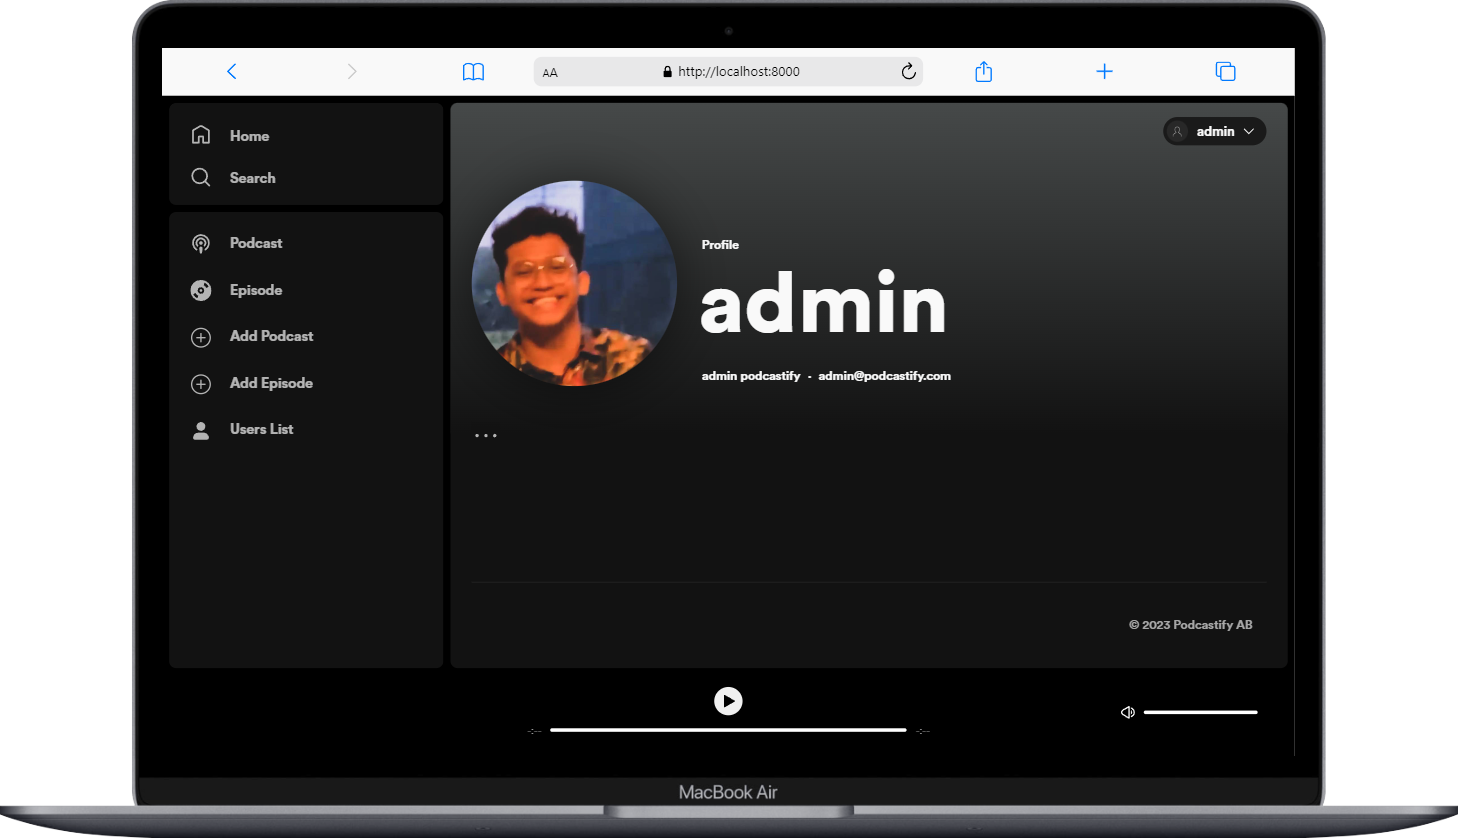 AA
http://localhost:8000
Home
Search
Podcast
Episode
Add Podcast
Add Episode
Users List
admin
Profile
admin
admin podcastify • admin@podcastify.com
...
© 2023 Podcastify AB
-:--
-:--
MacBook Air